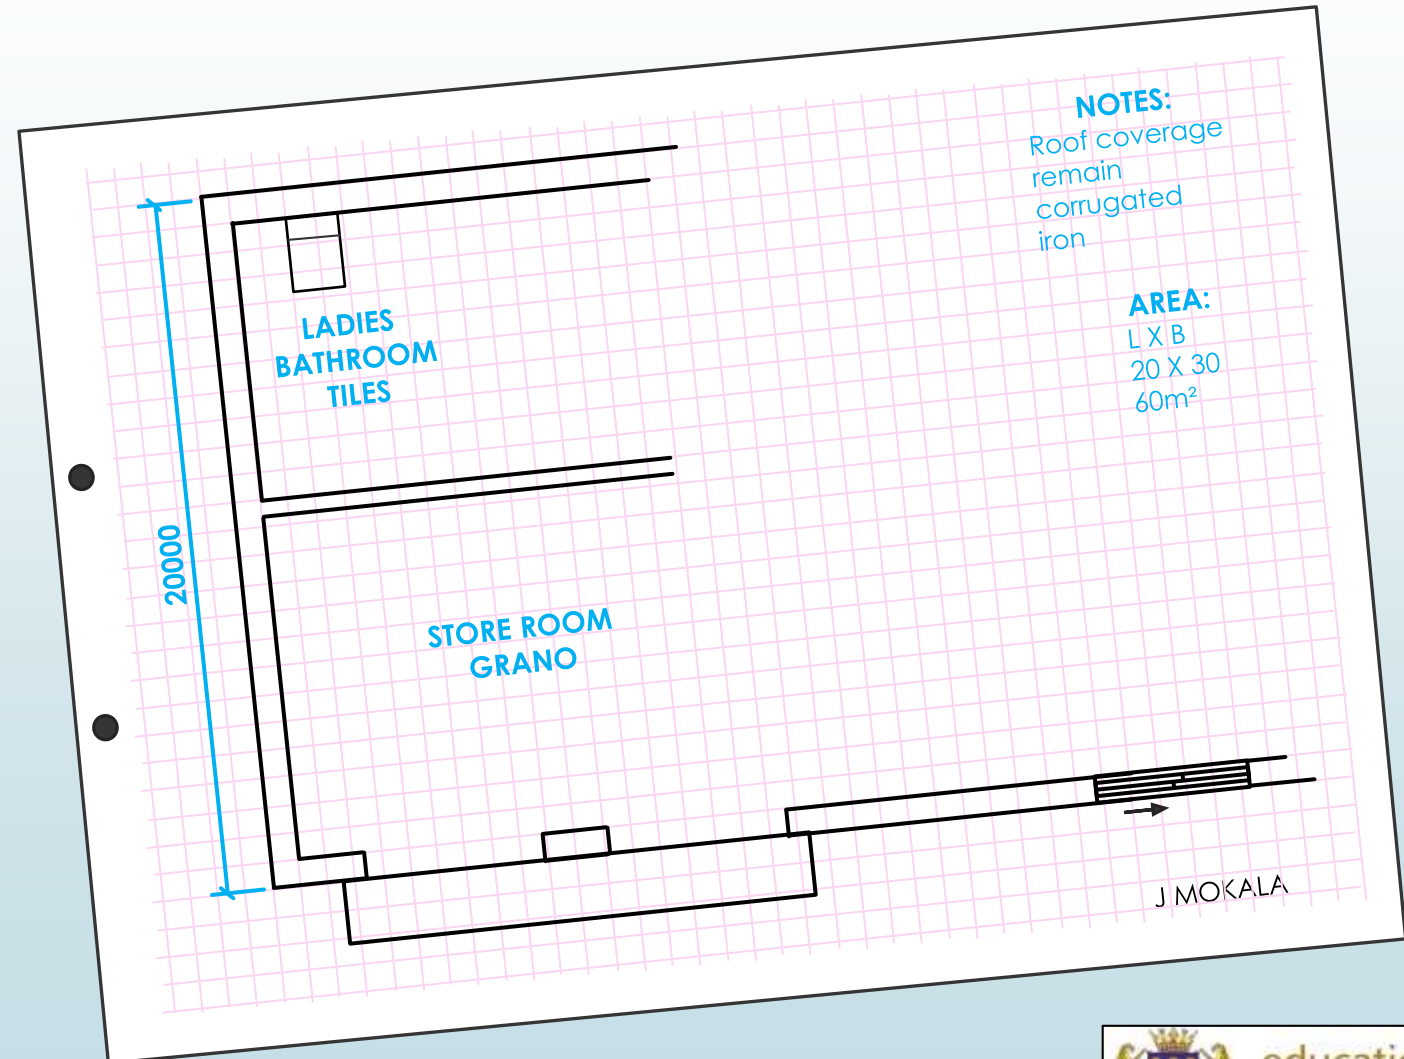 NOTES:
Roof coverage
remain
corrugated
iron
AREA:
L X B
20 X 30
60m²
LADIES
BATHROOM
TILES
20000
STORE ROOM
GRANO
J MOKALA